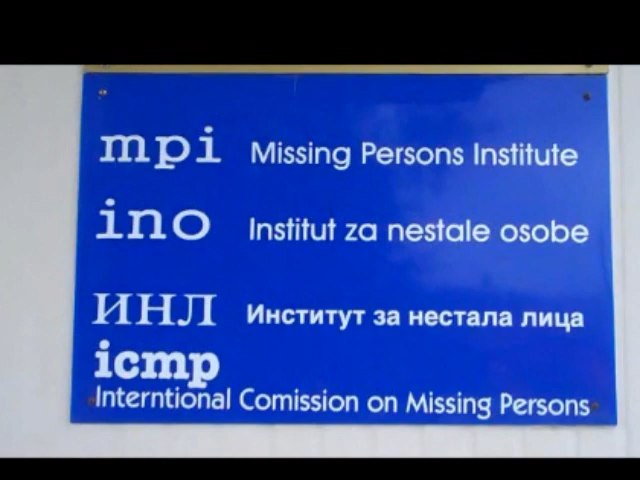 mpi Missing Persons Institute
ino Institut za nestale osobe
ИНЛ Институт за нестала лица
icmp
Interntional Comission on Missing Persons